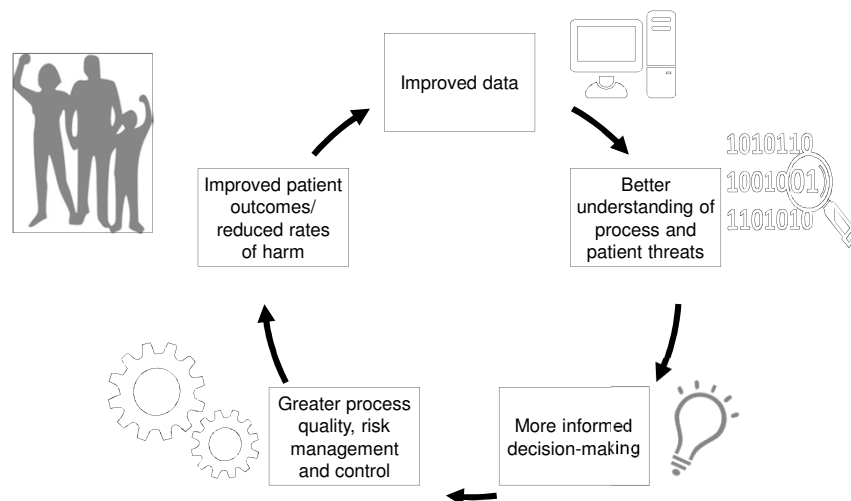 Improved data
Better
understanding of
process and
patient threats
1010110
1001001
1101010
More informed
decision-making
Greater process
quality, risk
management
and control
Improved patient
outcomes/
reduced rates
of harm